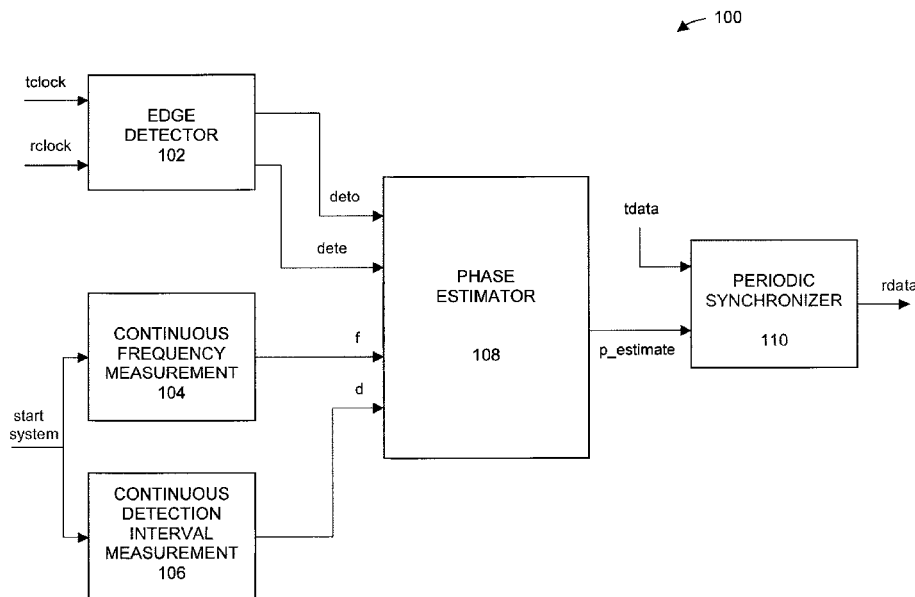 100
tclock
rclock
EDGE
DETECTOR
102
deto
dete
CONTINUOUS
FREQUENCY
MEASUREMENT
104
f
d
start
system
CONTINUOUS
DETECTION
INTERVAL
MEASUREMENT
106
PHASE
ESTIMATOR
108
p_estimate
tdata
PERIODIC
SYNCHRONIZER
110
rdata